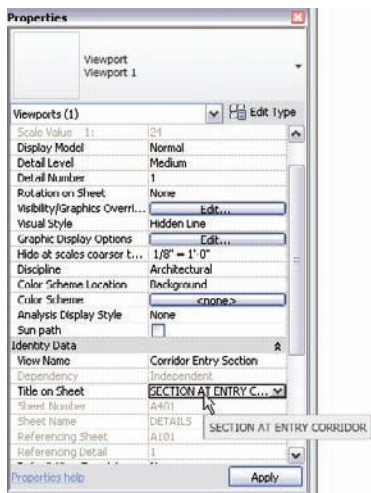 Properties
Viewport
Viewport 1
Viewports (1) Edit Type
Scale Value 1: 24
Display Model Normal
Detail Level Medium
Detail Number 1
Rotation on Sheet None
Visibility/Graphics Overri... Edit...
Visual Style Hidden Line
Graphic Display Options Edit...
Hide at scales coarser t... 1/8" = 1'-0"
Discipline Architectural
Color Scheme Location Background
Color Scheme <none>
Analysis Display Style None
Sun path
Identity Data
View Name Corridor Entry Section
Dependency Independent
Title on Sheet SECTION AT ENTRY C...
Sheet Number A401
SECTION AT ENTRY CORRIDOR
Sheet Name DETAILS
Referencing Sheet A101
Referencing Detail 1
Properties help Apply